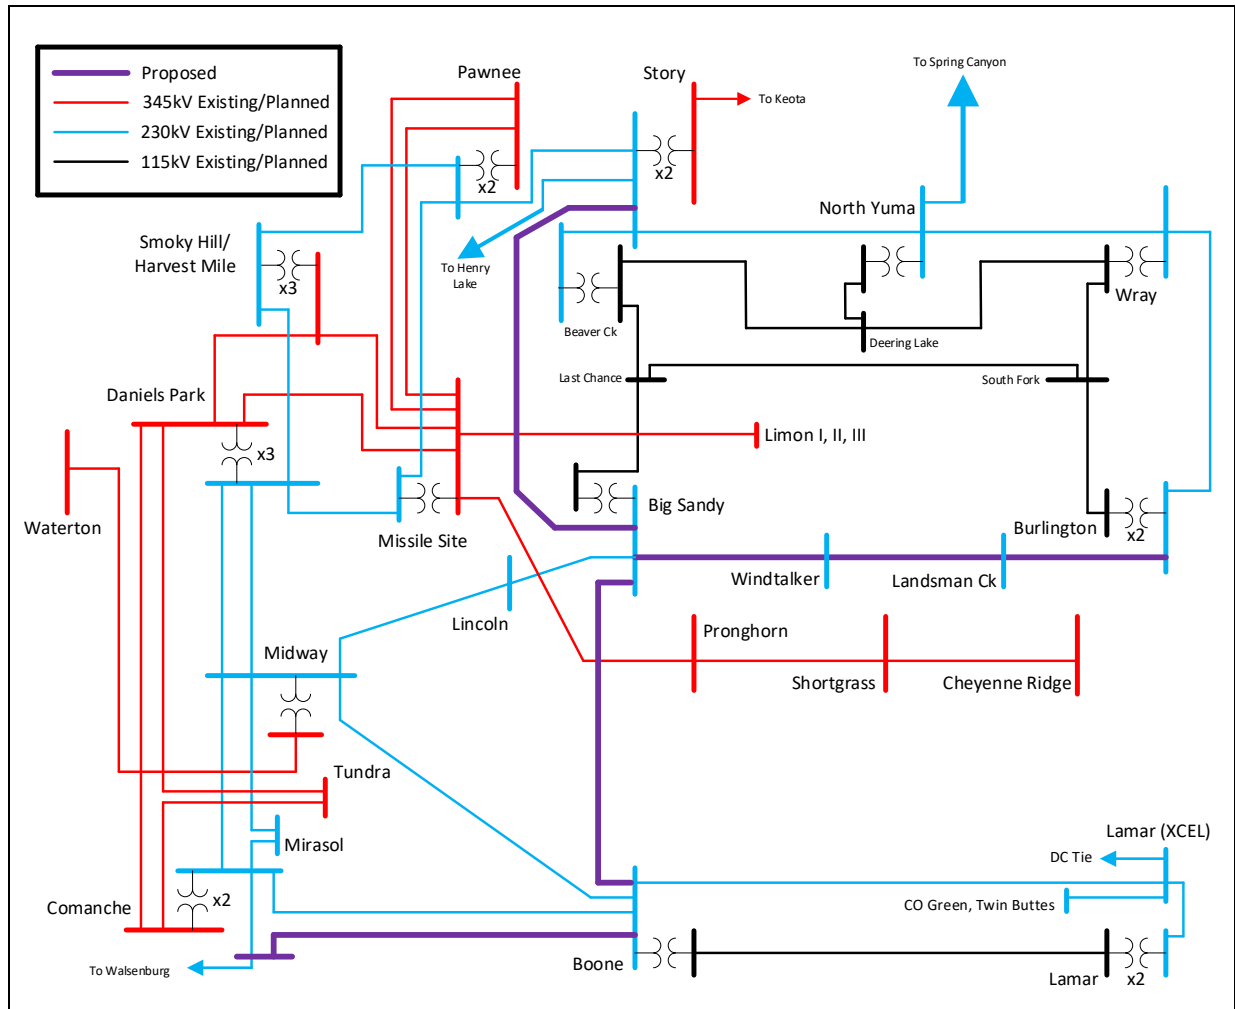 Proposed
345kV Existing/Planned
230kV Existing/Planned
115kV Existing/Planned
Pawnee
Story
To Spring Canyon
To Keota
x2
x2
North Yuma
Smoky Hill/
Harvest Mile
x3
To Henry
Lake
Wray
Beaver Ck
Deering Lake
Last Chance
South Fork
Daniels Park
x3
Limon I, II, III
Waterton
Missile Site
Big Sandy
Burlington
x2
Windtalker
Landsman Ck
Lincoln
Midway
Pronghorn
Shortgrass
Cheyenne Ridge
Tundra
Mirasol
Lamar (XCEL)
DC Tie
CO Green, Twin Buttes
Comanche
x2
To Walsenburg
Boone
Lamar
x2